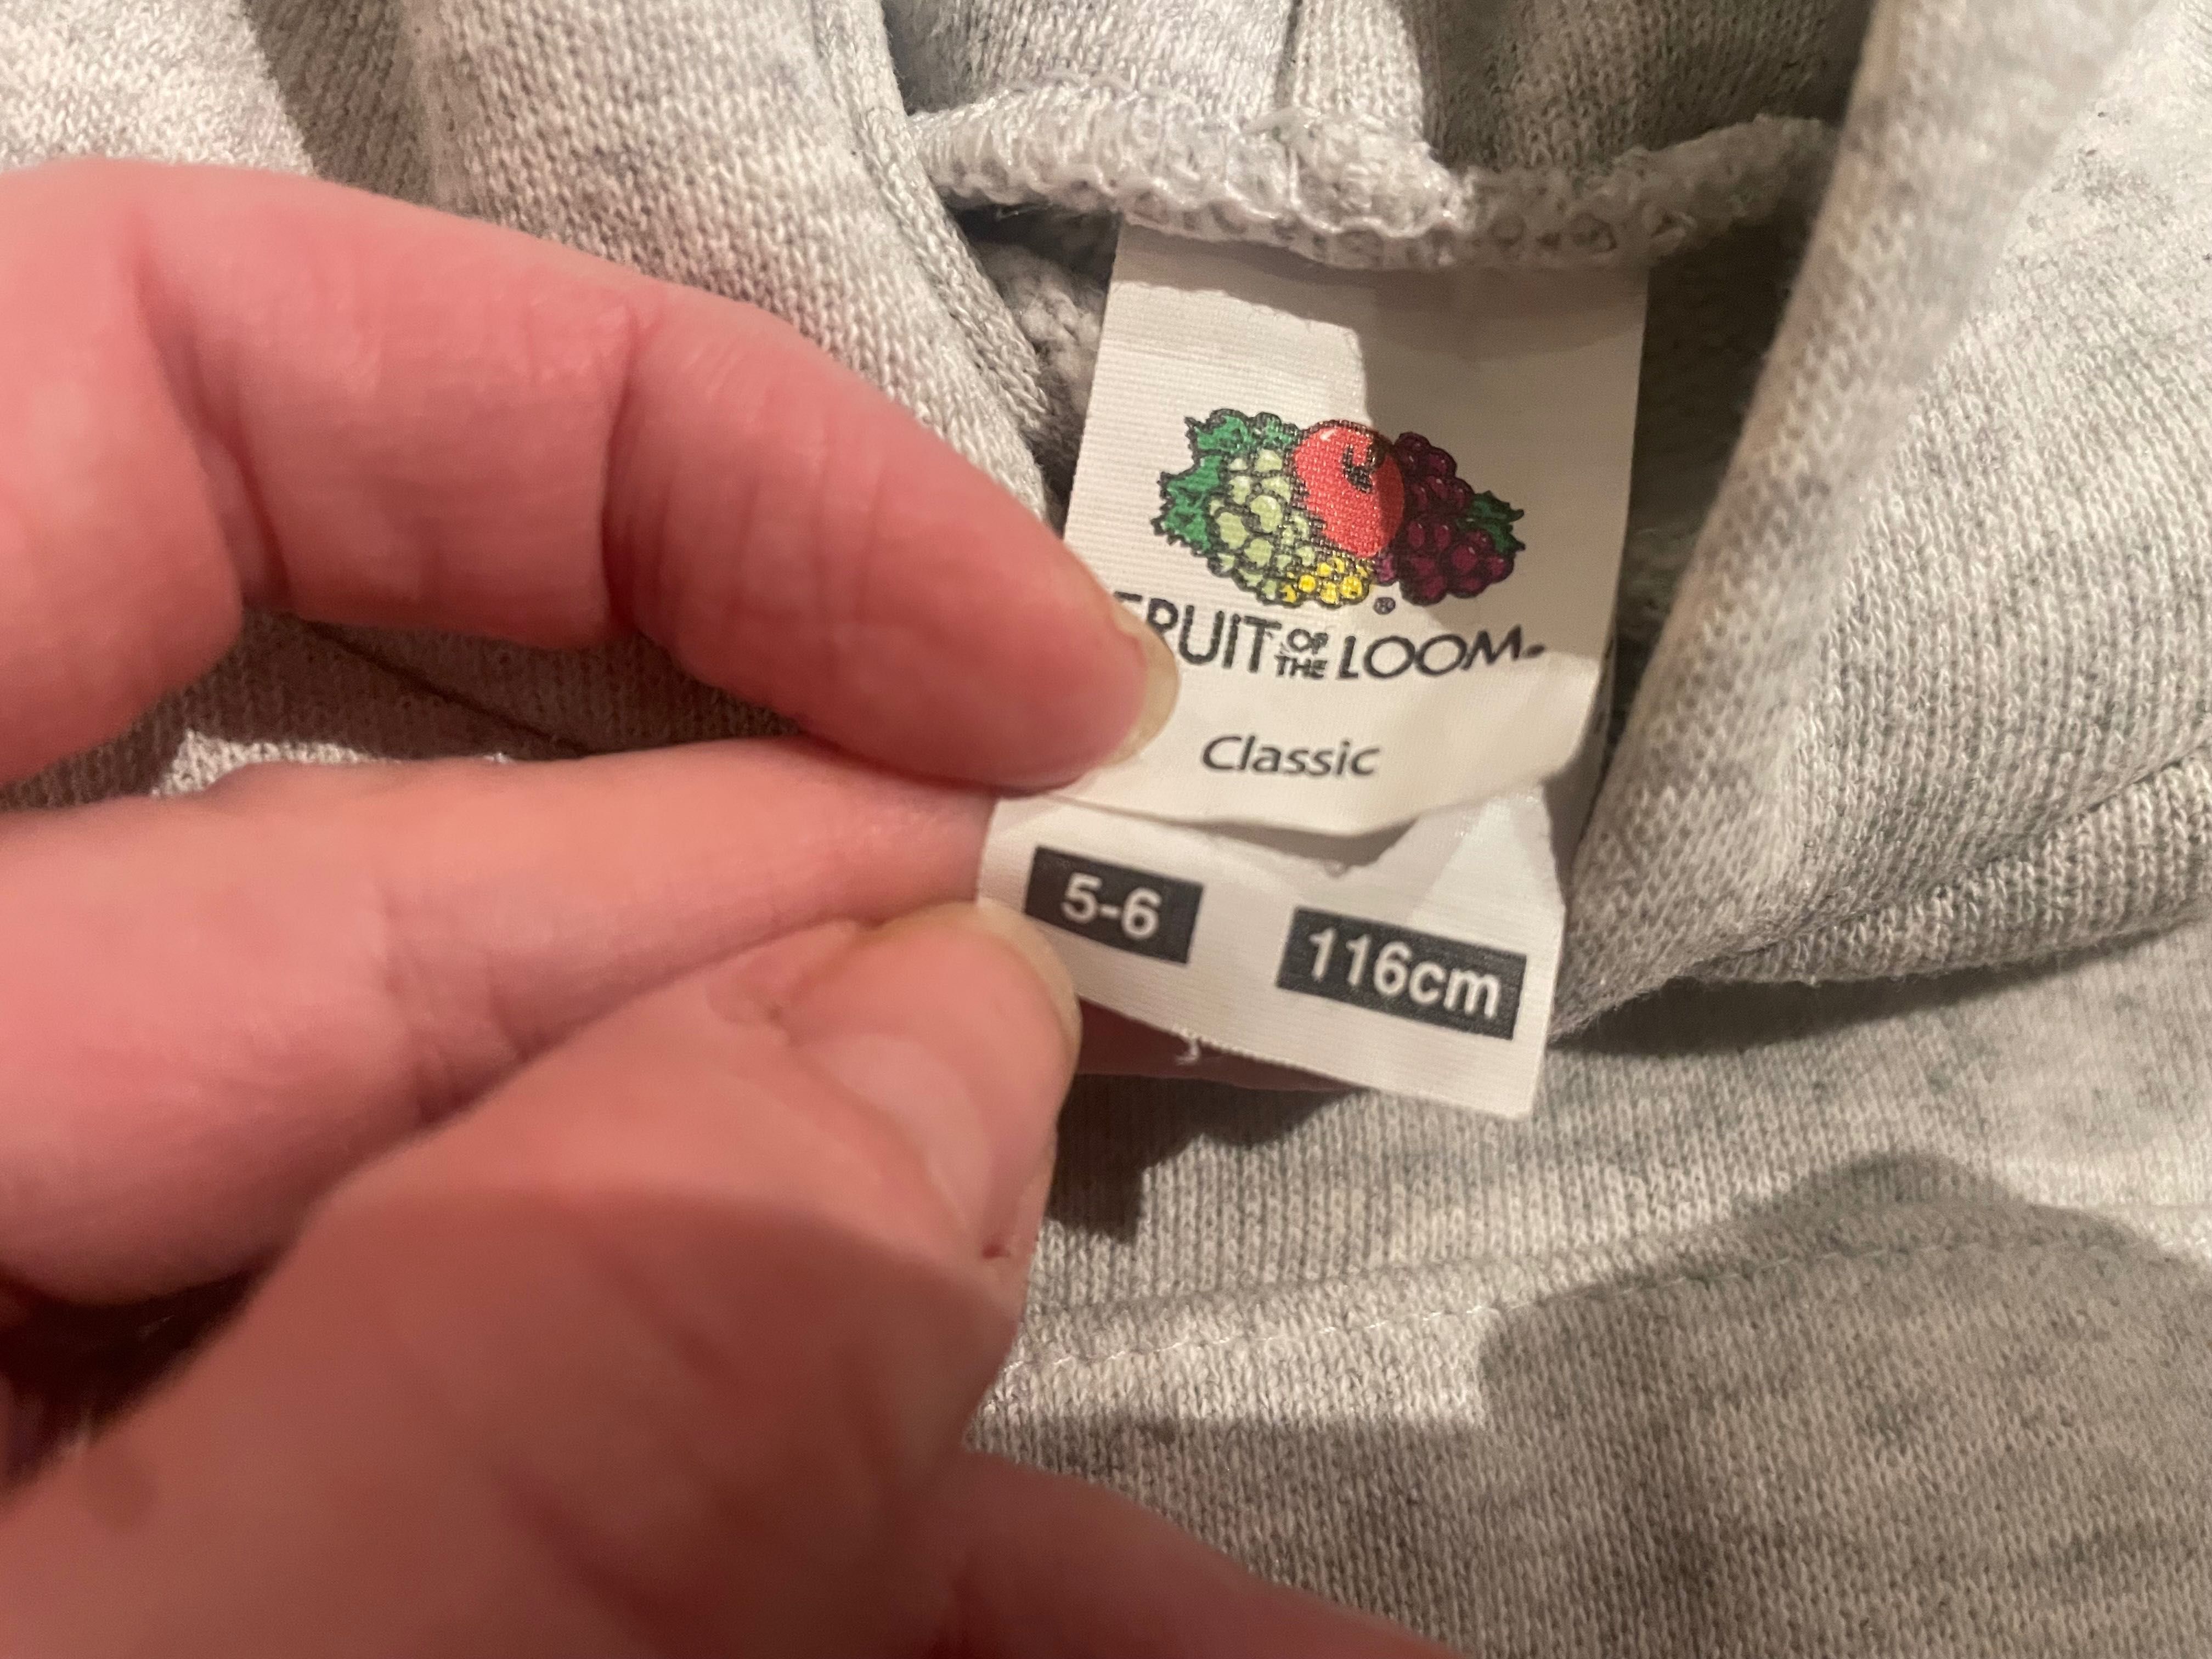 FRUIT OF THE LOOM®
Classic
5-6 116cm